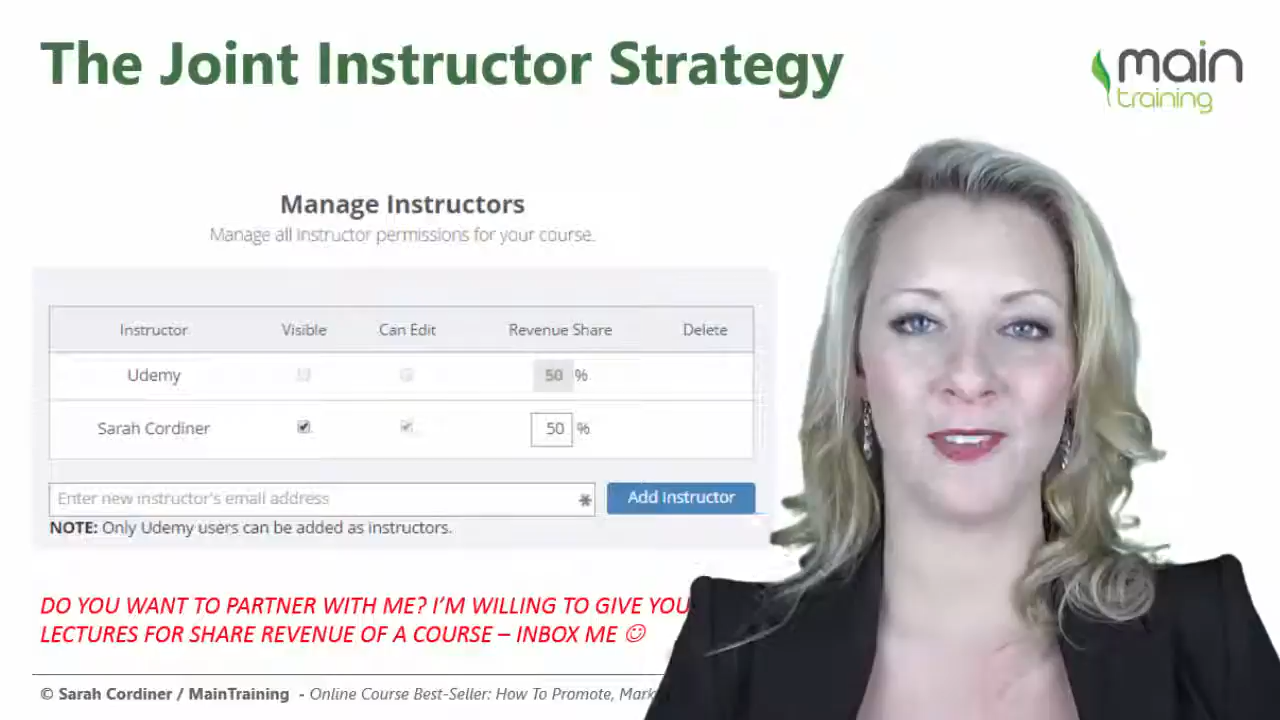 The Joint Instructor Strategy
main
training
Manage Instructors
Manage all instructor permissions for your course.
Instructor Visible Can Edit Revenue Share Delete
Udemy 50 %
Sarah Cordiner 50 %
Enter new instructor's email address Add Instructor
NOTE: Only Udemy users can be added as instructors.
DO YOU WANT TO PARTNER WITH ME? I'M WILLING TO GIVE YOU
LECTURES FOR SHARE REVENUE OF A COURSE – INBOX ME ☺
© Sarah Cordiner / MainTraining - Online Course Best-Seller: How To Promote,